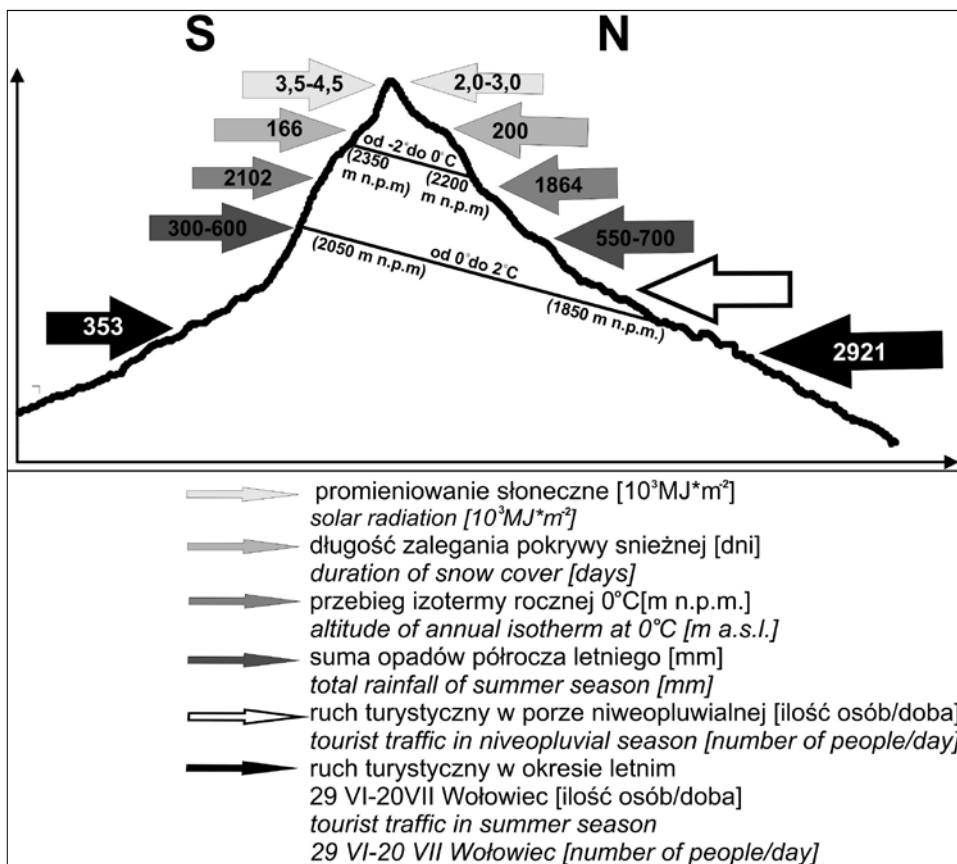 S N
3,5-4,5 2,0-3,0
166 200
od -2°do 0°C
(2350 m n.p.m) (2200 m n.p.m)
2102 1864
300-600 550-700
od 0°do 2°C
(2050 m n.p.m)
(1850 m n.p.m.)
353
2921
promieniowanie słoneczne [10³MJ*m⁻²]
solar radiation [10³MJ*m⁻²]
długość zalegania pokrywy snieżnej [dni]
duration of snow cover [days]
przebieg izotermy rocznej 0°C[m n.p.m.]
altitude of annual isotherm at 0°C [m a.s.l.]
suma opadów półrocza letniego [mm]
total rainfall of summer season [mm]
ruch turystyczny w porze niweopluwialnej [ilość osób/doba]
tourist traffic in niveopluvial season [number of people/day]
ruch turystyczny w okresie letnim
29 VI-20VII Wołowiec [ilość osób/doba]
tourist traffic in summer season
29 VI-20 VII Wołowiec [number of people/day]